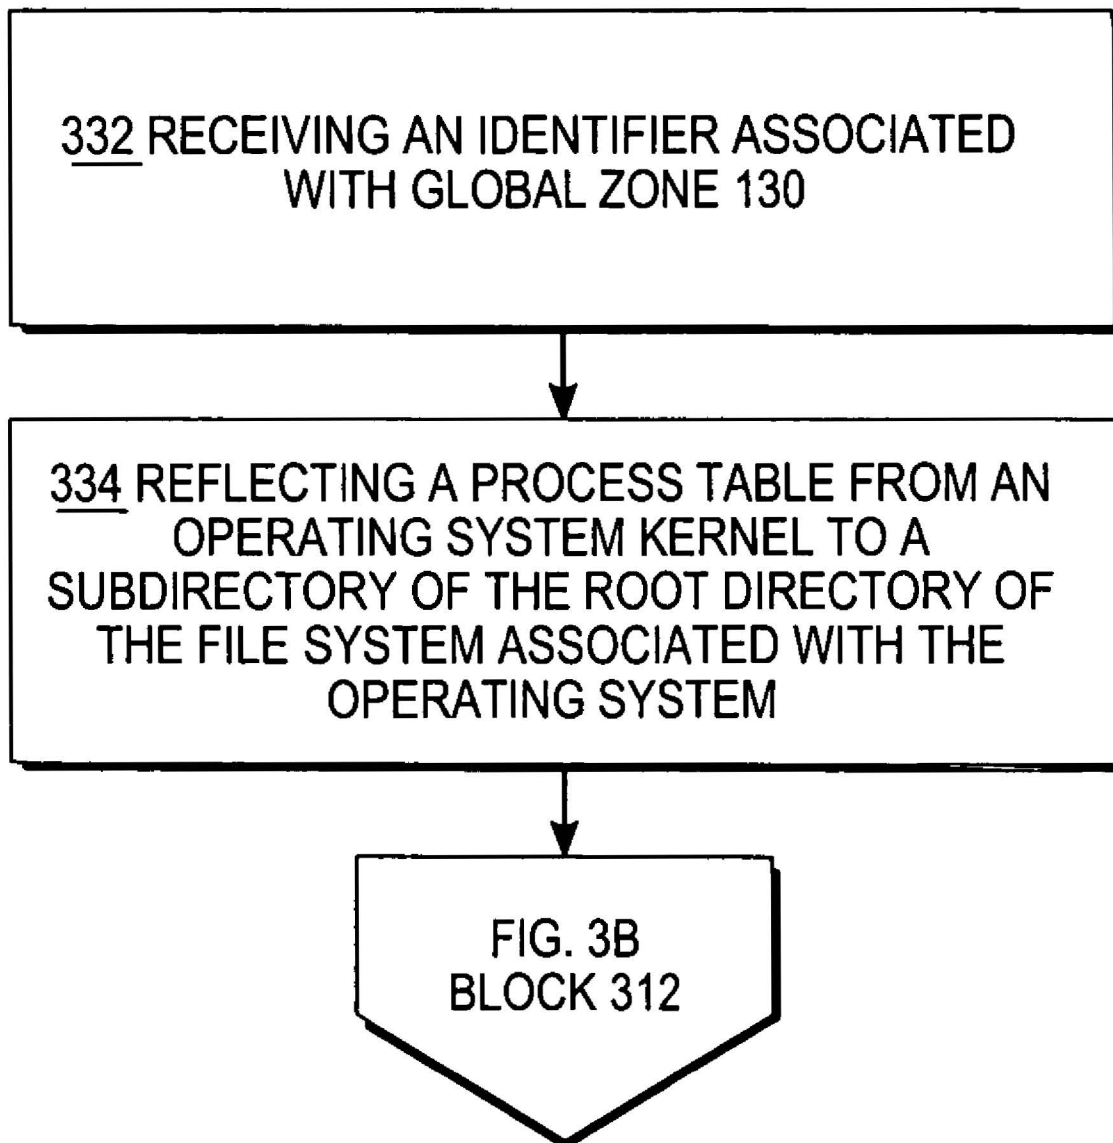 332 RECEIVING AN IDENTIFIER ASSOCIATED
WITH GLOBAL ZONE 130
334 REFLECTING A PROCESS TABLE FROM AN
OPERATING SYSTEM KERNEL TO A
SUBDIRECTORY OF THE ROOT DIRECTORY OF
THE FILE SYSTEM ASSOCIATED WITH THE
OPERATING SYSTEM
FIG. 3B
BLOCK 312